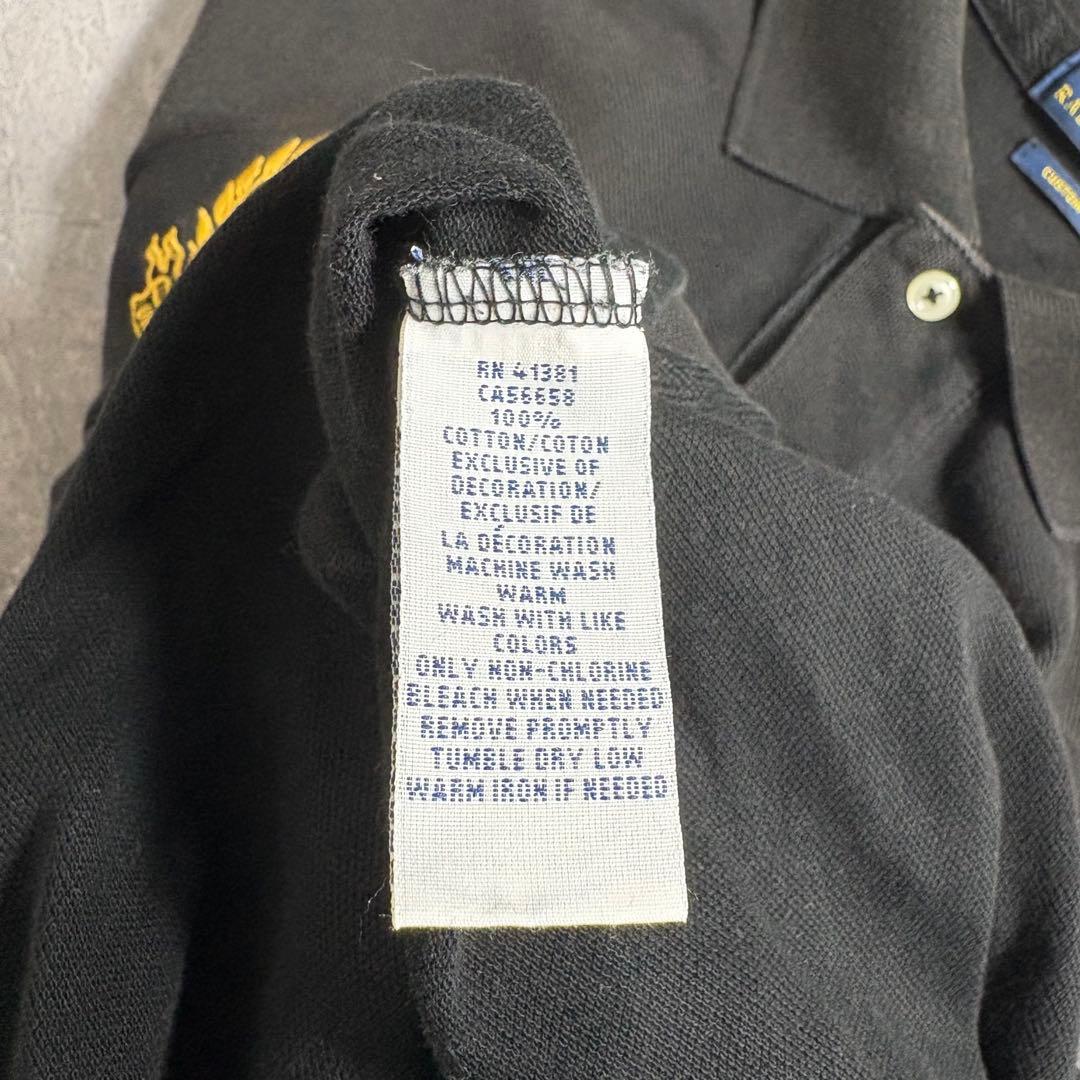 RN 41381
CA56658
100%
COTTON/COTON
EXCLUSIVE OF
DECORATION/
EXCLUSIF DE
LA DÉCORATION
MACHINE WASH
WARM
WASH WITH LIKE
COLORS
ONLY NON-CHLORINE
BLEACH WHEN NEEDED
REMOVE PROMPTLY
TUMBLE DRY LOW
WARM IRON IF NEEDED